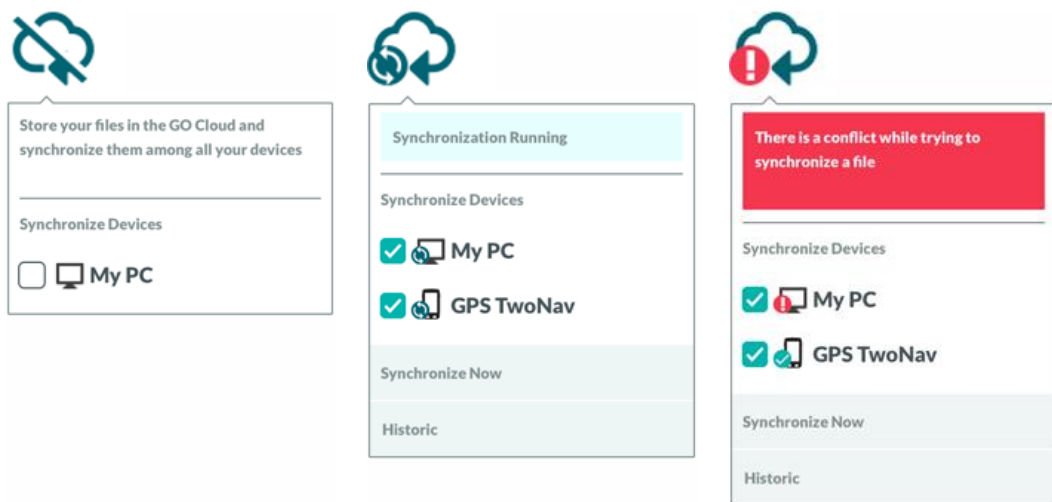 Store your files in the GO Cloud and
synchronize them among all your devices
Synchronize Devices
My PC
Synchronization Running
Synchronize Devices
My PC
GPS TwoNav
Synchronize Now
Historic
There is a conflict while trying to
synchronize a file
Synchronize Devices
My PC
GPS TwoNav
Synchronize Now
Historic